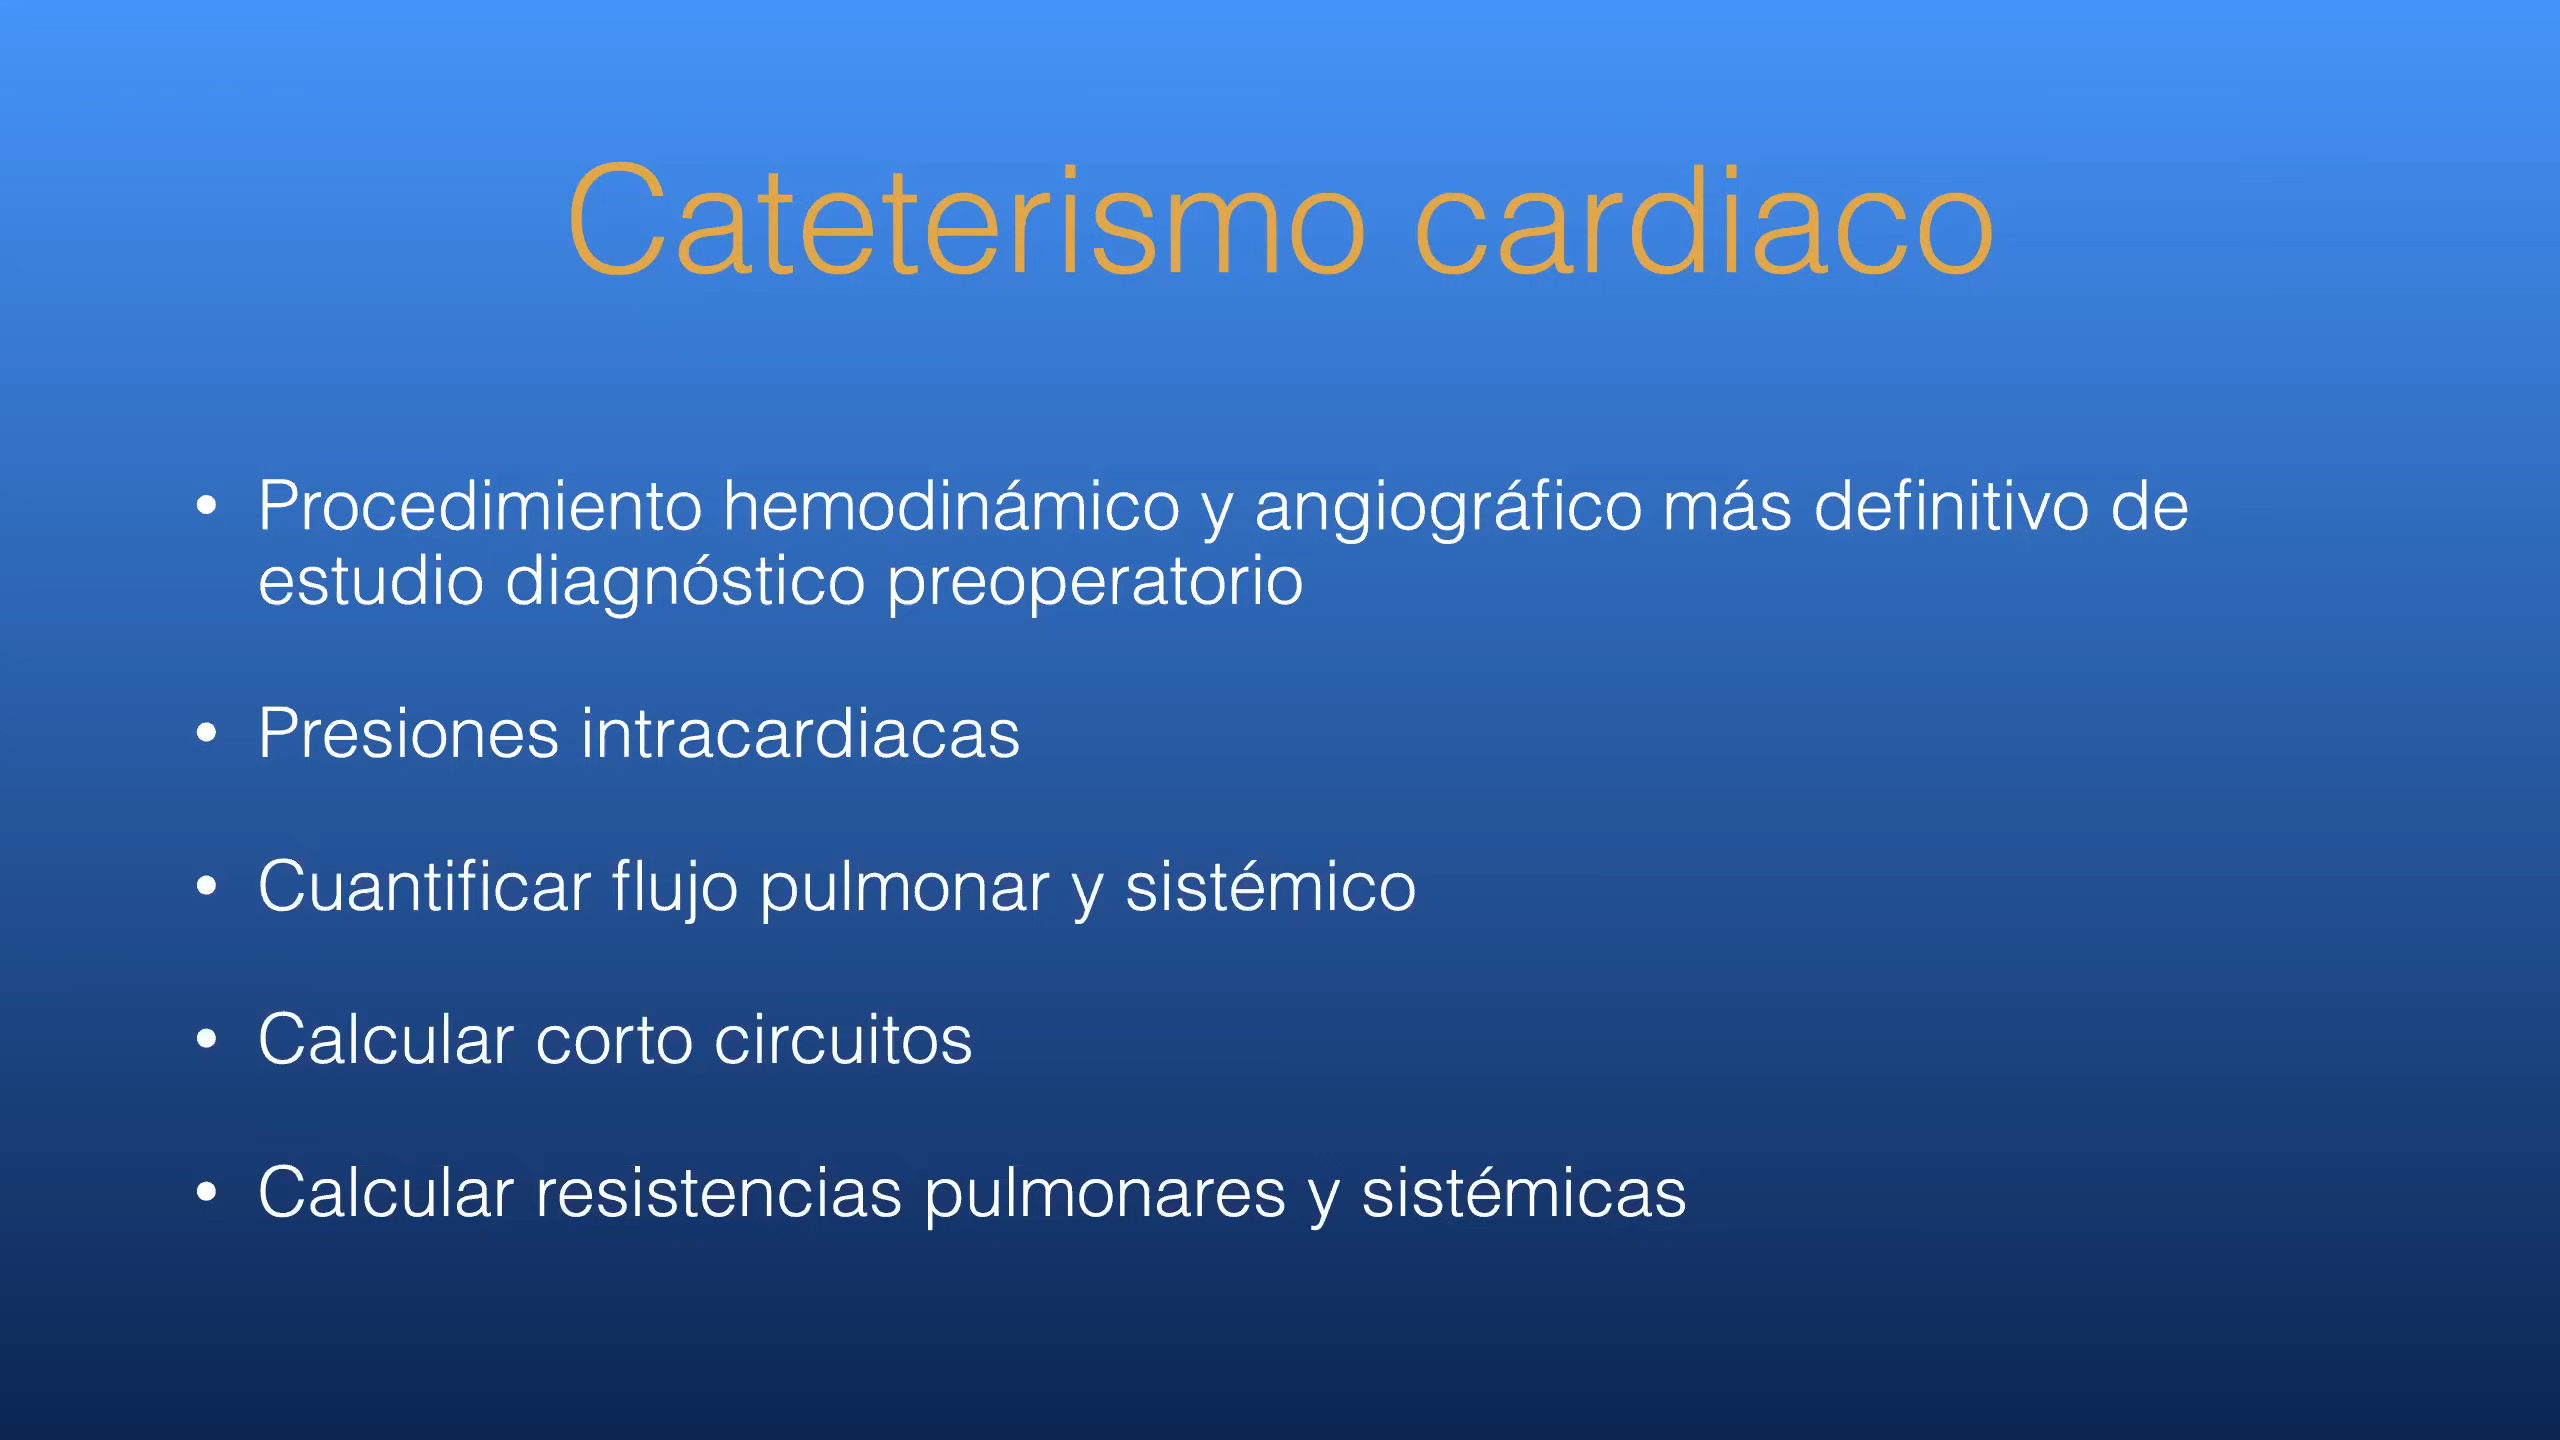 Cateterismo cardiaco
• Procedimiento hemodinámico y angiográfico más definitivo de
estudio diagnóstico preoperatorio
• Presiones intracardiacas
• Cuantificar flujo pulmonar y sistémico
• Calcular corto circuitos
• Calcular resistencias pulmonares y sistémicas